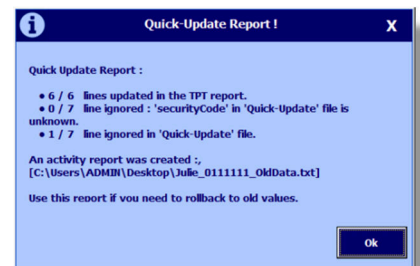 Quick-Update Report !
X
Quick Update Report :
• 6 / 6 lines updated in the TPT report.
• 0 / 7 line ignored : 'securityCode' in 'Quick-Update' file is
unknown.
• 1 / 7 line ignored in 'Quick-Update' file.
An activity report was created :,
[C:\Users\ADMIN\Desktop\Julie_0111111_OldData.txt]
Use this report if you need to rollback to old values.
Ok